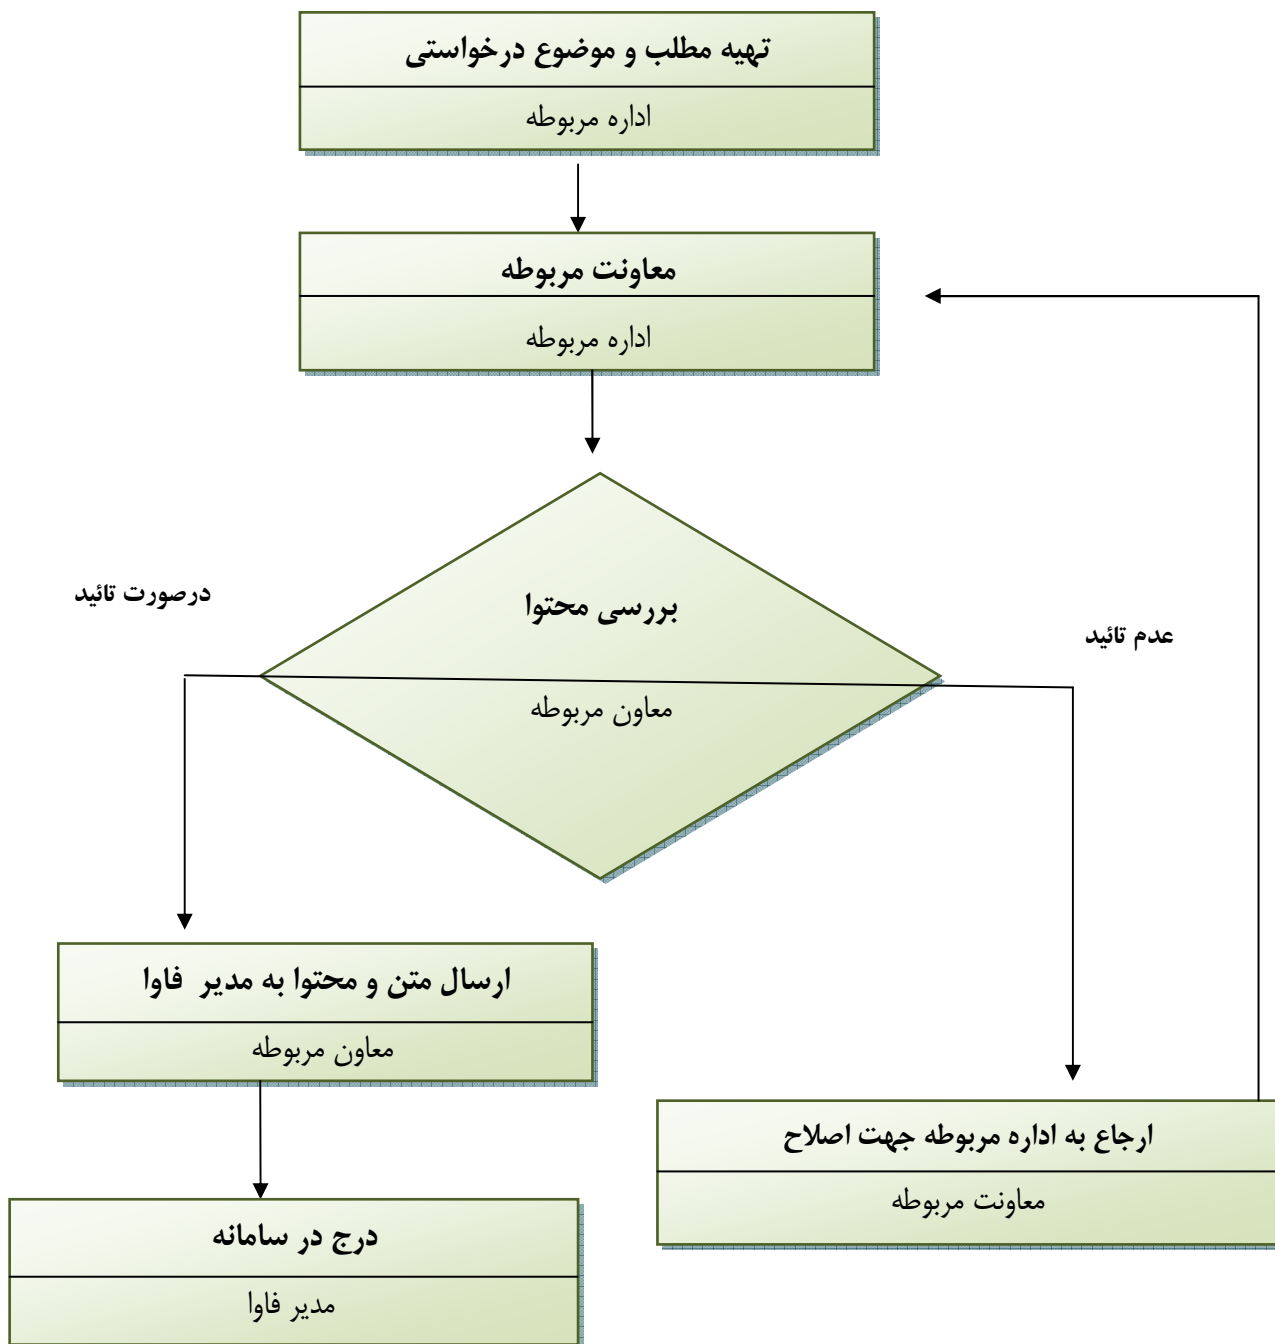 تهیه مطلب و موضوع درخواستی
اداره مربوطه
معاونت مربوطه
اداره مربوطه
بررسی محتوا
معاون مربوطه
عدم تائید
درصورت تائید
ارسال متن و محتوا به مدیر فاوا
معاون مربوطه
ارجاع به اداره مربوطه جهت اصلاح
معاونت مربوطه
درج در سامانه
مدیر فاوا